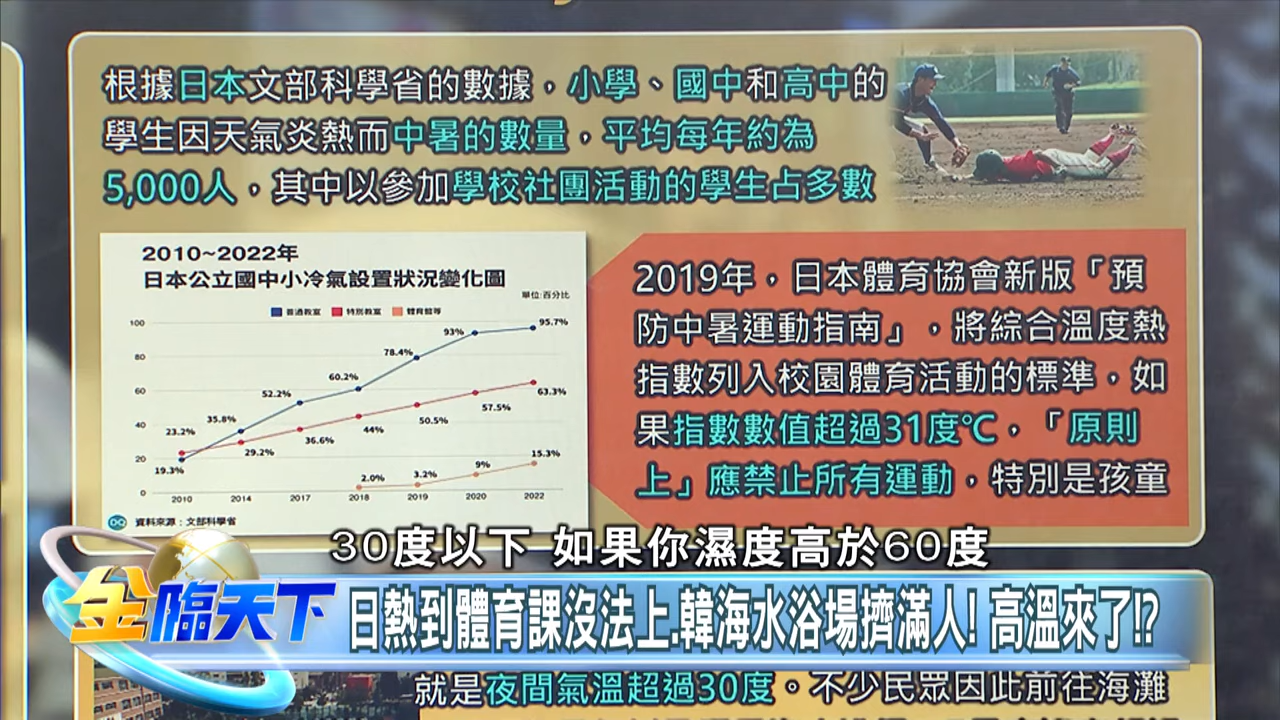 根據日本文部科學省的數據，小學、國中和高中的
學生因天氣炎熱而中暑的數量，平均每年約為
5,000人，其中以參加學校社團活動的學生占多數
2010~2022年
日本公立國中小冷氣設置狀況變化圖
單位:百分比
普通教室 特別教室 體育館等
100
80
60
40
20
0
19.3% 35.8% 52.2% 60.2% 78.4% 93% 95.7%
23.2% 29.2% 36.6% 44% 50.5% 57.5% 63.3%
2.0% 3.2% 9% 15.3%
2010 2014 2017 2018 2019 2020 2022
資料來源：文部科學省
2019年，日本體育協會新版「預
防中暑運動指南」，將綜合溫度熱
指數列入校園體育活動的標準，如
果指數數值超過31度℃，「原則
上」應禁止所有運動，特別是孩童
30度以下 如果你濕度高於60度
金臨天下
日熱到體育課沒法上.韓海水浴場擠滿人! 高溫來了!?
就是夜間氣溫超過30度。不少民眾因此前往海灘